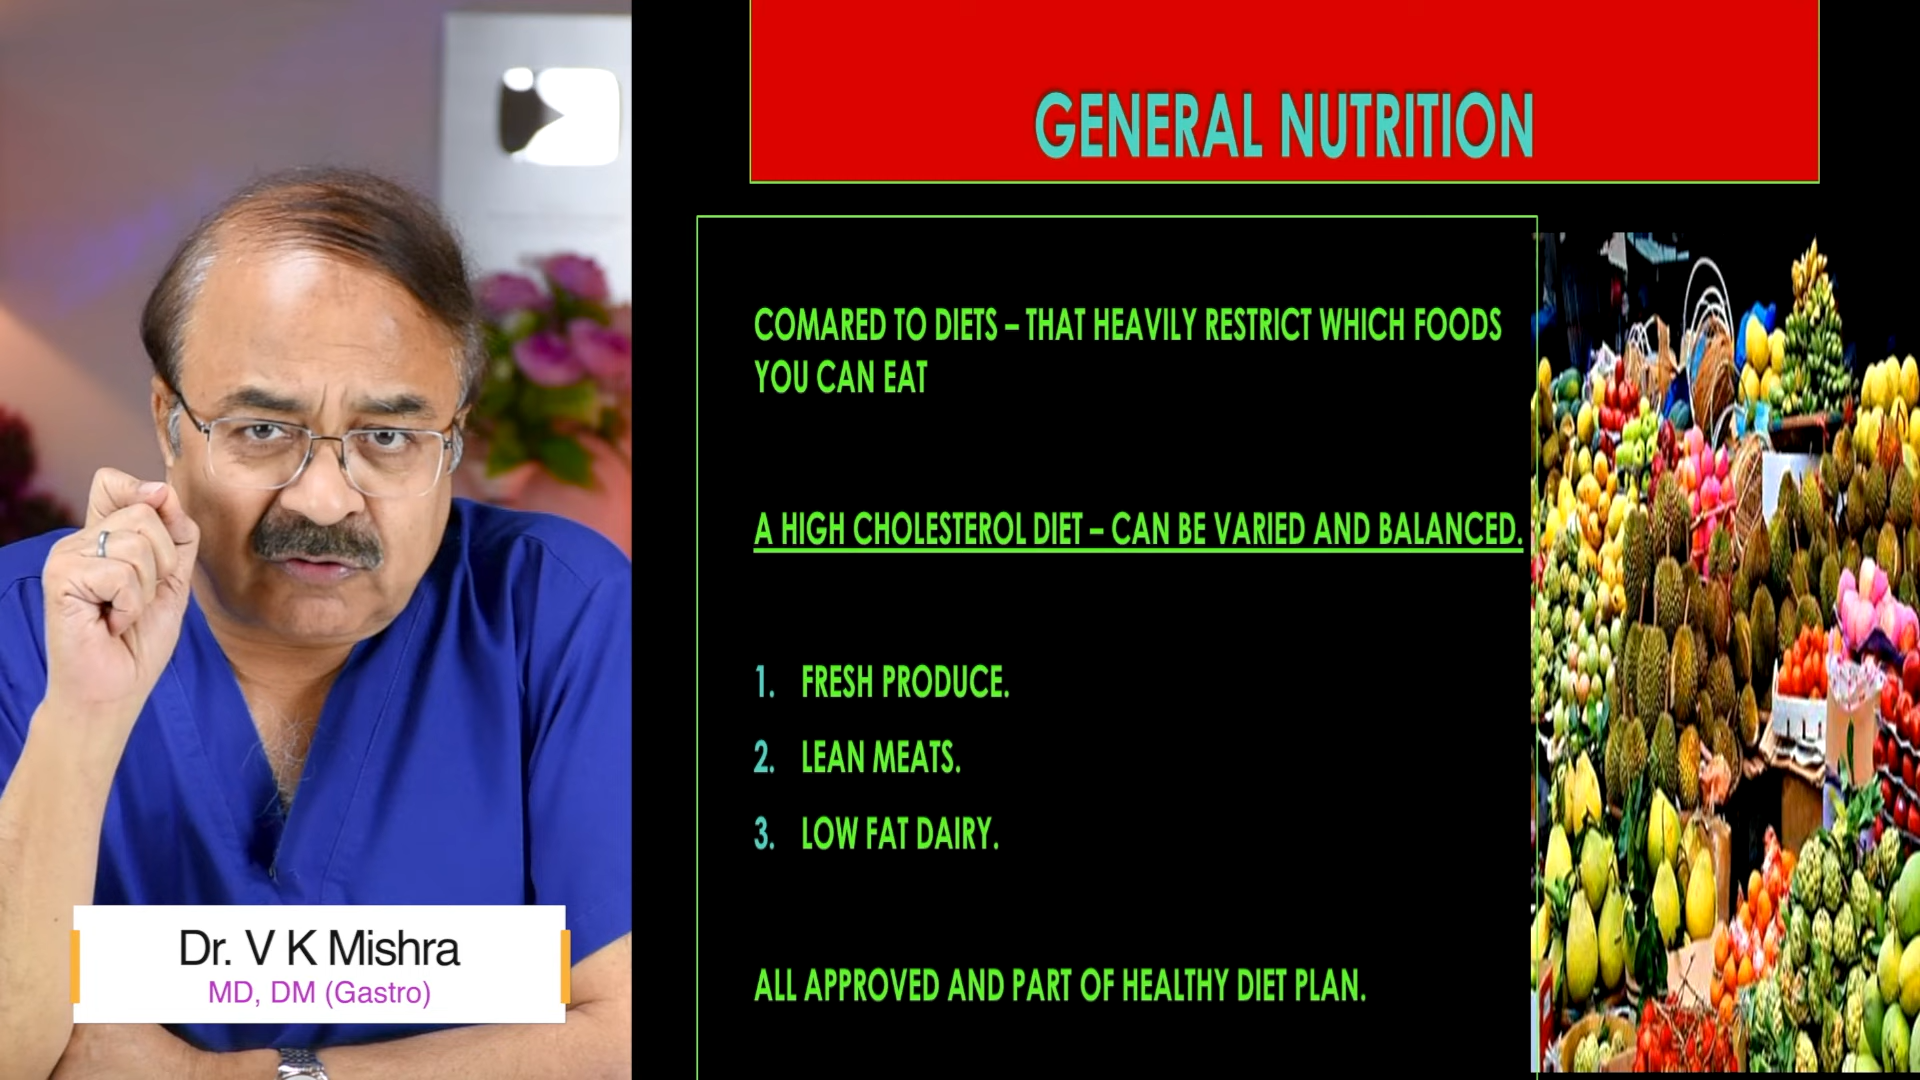 GENERAL NUTRITION
COMARED TO DIETS – THAT HEAVILY RESTRICT WHICH FOODS
YOU CAN EAT
A HIGH CHOLESTEROL DIET – CAN BE VARIED AND BALANCED.
1. FRESH PRODUCE.
2. LEAN MEATS.
3. LOW FAT DAIRY.
ALL APPROVED AND PART OF HEALTHY DIET PLAN.
Dr. V K Mishra
MD, DM (Gastro)